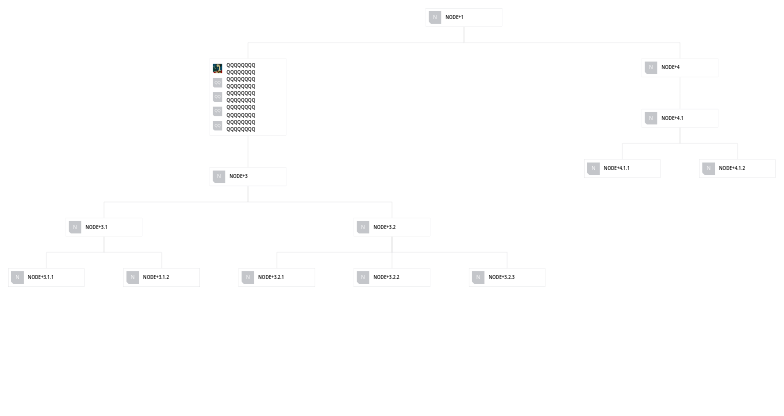 N NODE*1
QQQQQQQQ
QQQQQQQQ
QQQQQQQQ
QQQQQQQQ
QQQQQQQQ
QQQQQQQQ
QQQQQQQQ
QQQQQQQQ
QQQQQQQQ
QQQQQQQQ
N NODE*4
N NODE*4.1
N NODE*4.1.1
N NODE*4.1.2
N NODE*3
N NODE*3.1
N NODE*3.2
N NODE*3.1.1
N NODE*3.1.2
N NODE*3.2.1
N NODE*3.2.2
N NODE*3.2.3